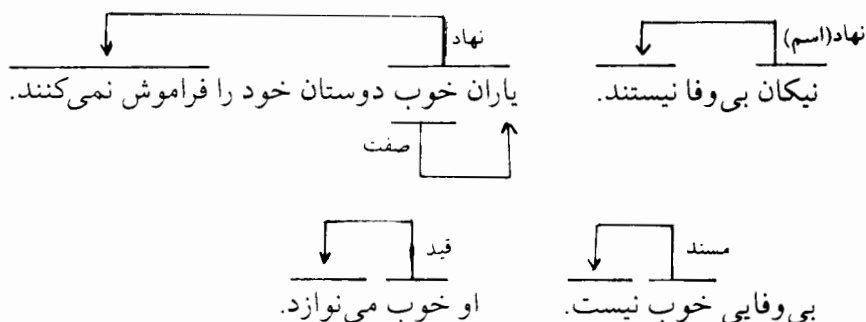 نهاد(اسم) نهاد
نیکان بی‌وفا نیستند. یاران خوب دوستان خود را فراموش نمی‌کنند.
صفت
مسند قید
بی‌وفایی خوب نیست. او خوب می‌نوازد.